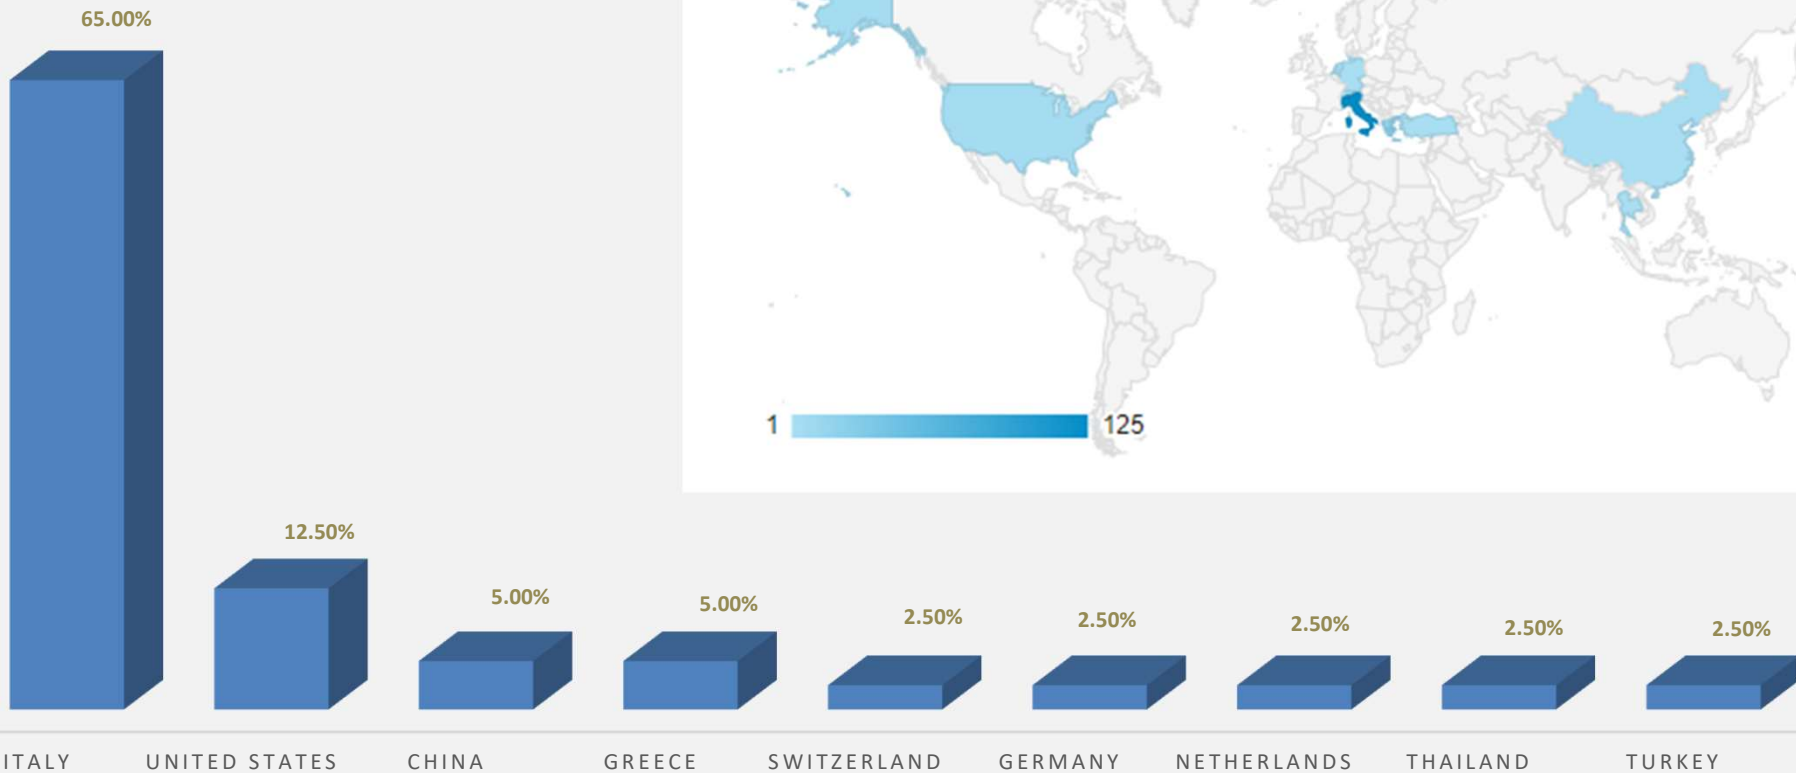 65.00%
12.50%
5.00%
5.00%
2.50%
2.50%
2.50%
2.50%
2.50%
1
125
ITALY
UNITED STATES
CHINA
GREECE
SWITZERLAND
GERMANY
NETHERLANDS
THAILAND
TURKEY